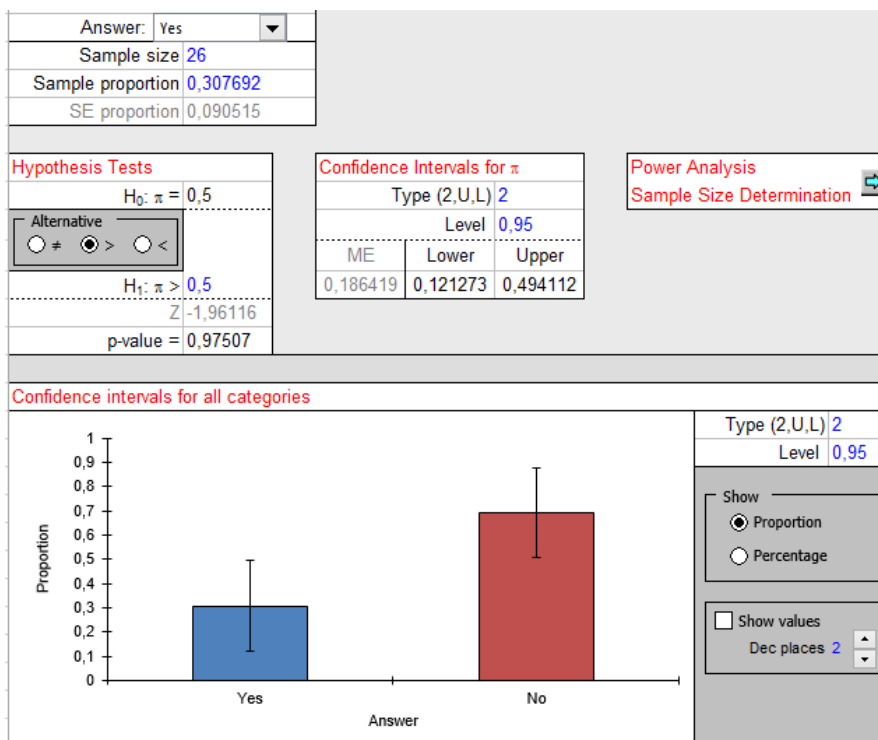 Answer: Yes
Sample size 26
Sample proportion 0,307692
SE proportion 0,090515
Hypothesis Tests
H0: π = 0,5
Alternative
≠ > <
H1: π > 0,5
Z -1,96116
p-value = 0,97507
Confidence Intervals for π
Type (2,U,L) 2
Level 0,95
ME Lower Upper
0,186419 0,121273 0,494112
Power Analysis
Sample Size Determination
Confidence intervals for all categories
1
0,9
0,8
0,7
0,6
0,5
0,4
0,3
0,2
0,1
0
Proportion
Yes No
Answer
Type (2,U,L) 2
Level 0,95
Show
Proportion
Percentage
Show values
Dec places 2